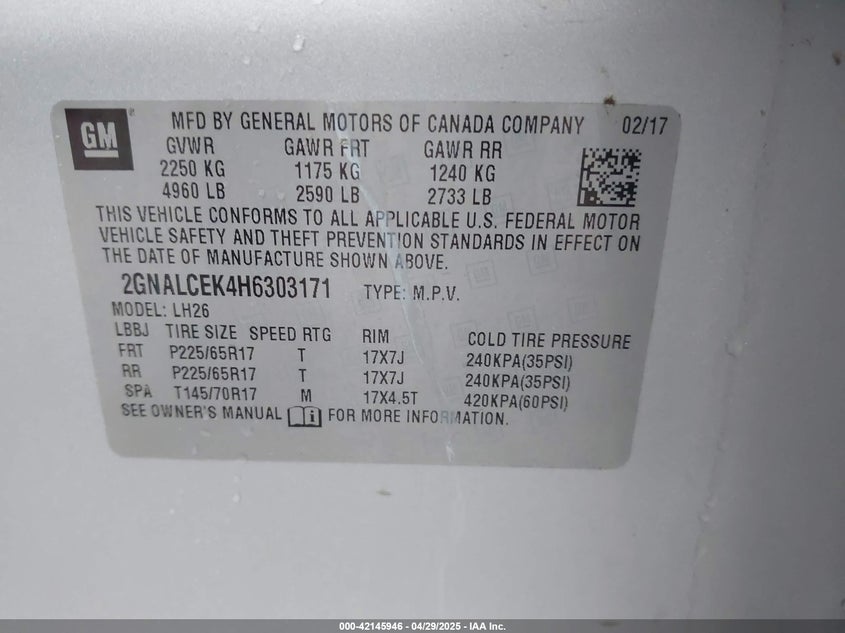 GM
MFD BY GENERAL MOTORS OF CANADA COMPANY 02/17
GVWR GAWR FRT GAWR RR
2250 KG 1175 KG 1240 KG
4960 LB 2590 LB 2733 LB
THIS VEHICLE CONFORMS TO ALL APPLICABLE U.S. FEDERAL MOTOR
VEHICLE SAFETY AND THEFT PREVENTION STANDARDS IN EFFECT ON
THE DATE OF MANUFACTURE SHOWN ABOVE.
2GNALCEK4H6303171 TYPE: M.P.V.
MODEL: LH26
LBBJ TIRE SIZE SPEED RTG RIM COLD TIRE PRESSURE
FRT P225/65R17 T 17X7J 240KPA(35PSI)
RR P225/65R17 T 17X7J 240KPA(35PSI)
SPA T145/70R17 M 17X4.5T 420KPA(60PSI)
SEE OWNER'S MANUAL FOR MORE INFORMATION.
000-42145946 - 04/29/2025 - IAA Inc.